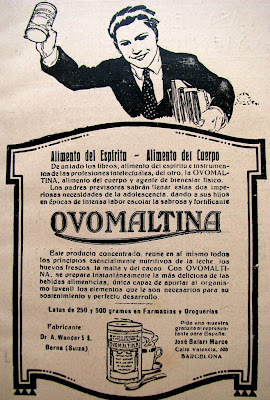 Alimento del Espíritu - Alimento del Cuerpo
De un lado los libros, alimento del espíritu e instrumentos
de las profesiones intelectuales, del otro, la OVOMAL-
TINA, alimento del cuerpo y agente de bienestar físico.
Los padres previsores sabrán llenar estas dos impe-
riosas necesidades de la adolescencia, dando a sus hijos
en épocas de intensa labor escolar la sabrosa y fortificante
OVOMALTINA
Este producto concentrado, reune en sí mismo todos
los principios esencialmente nutritivos de la leche, los
huevos frescos, la malta y del cacao. Con OVOMALTI-
NA, se prepara instantáneamente la más deliciosa de las
bebidas alimenticias, única capaz de aportar al organis-
mo juvenil los elementos que le son necesarios para su
sostenimiento y perfecto desarrollo.
Latas de 250 y 500 gramos en Farmacias y Droguerías
Fabricante:
Dr. A. Wander S. A.
Berna (Suiza)
OVOMALTINA
Pida una muestra
gratuita al representante
para España:
José Balari Marco
Calle Valencia,
BARCELONA